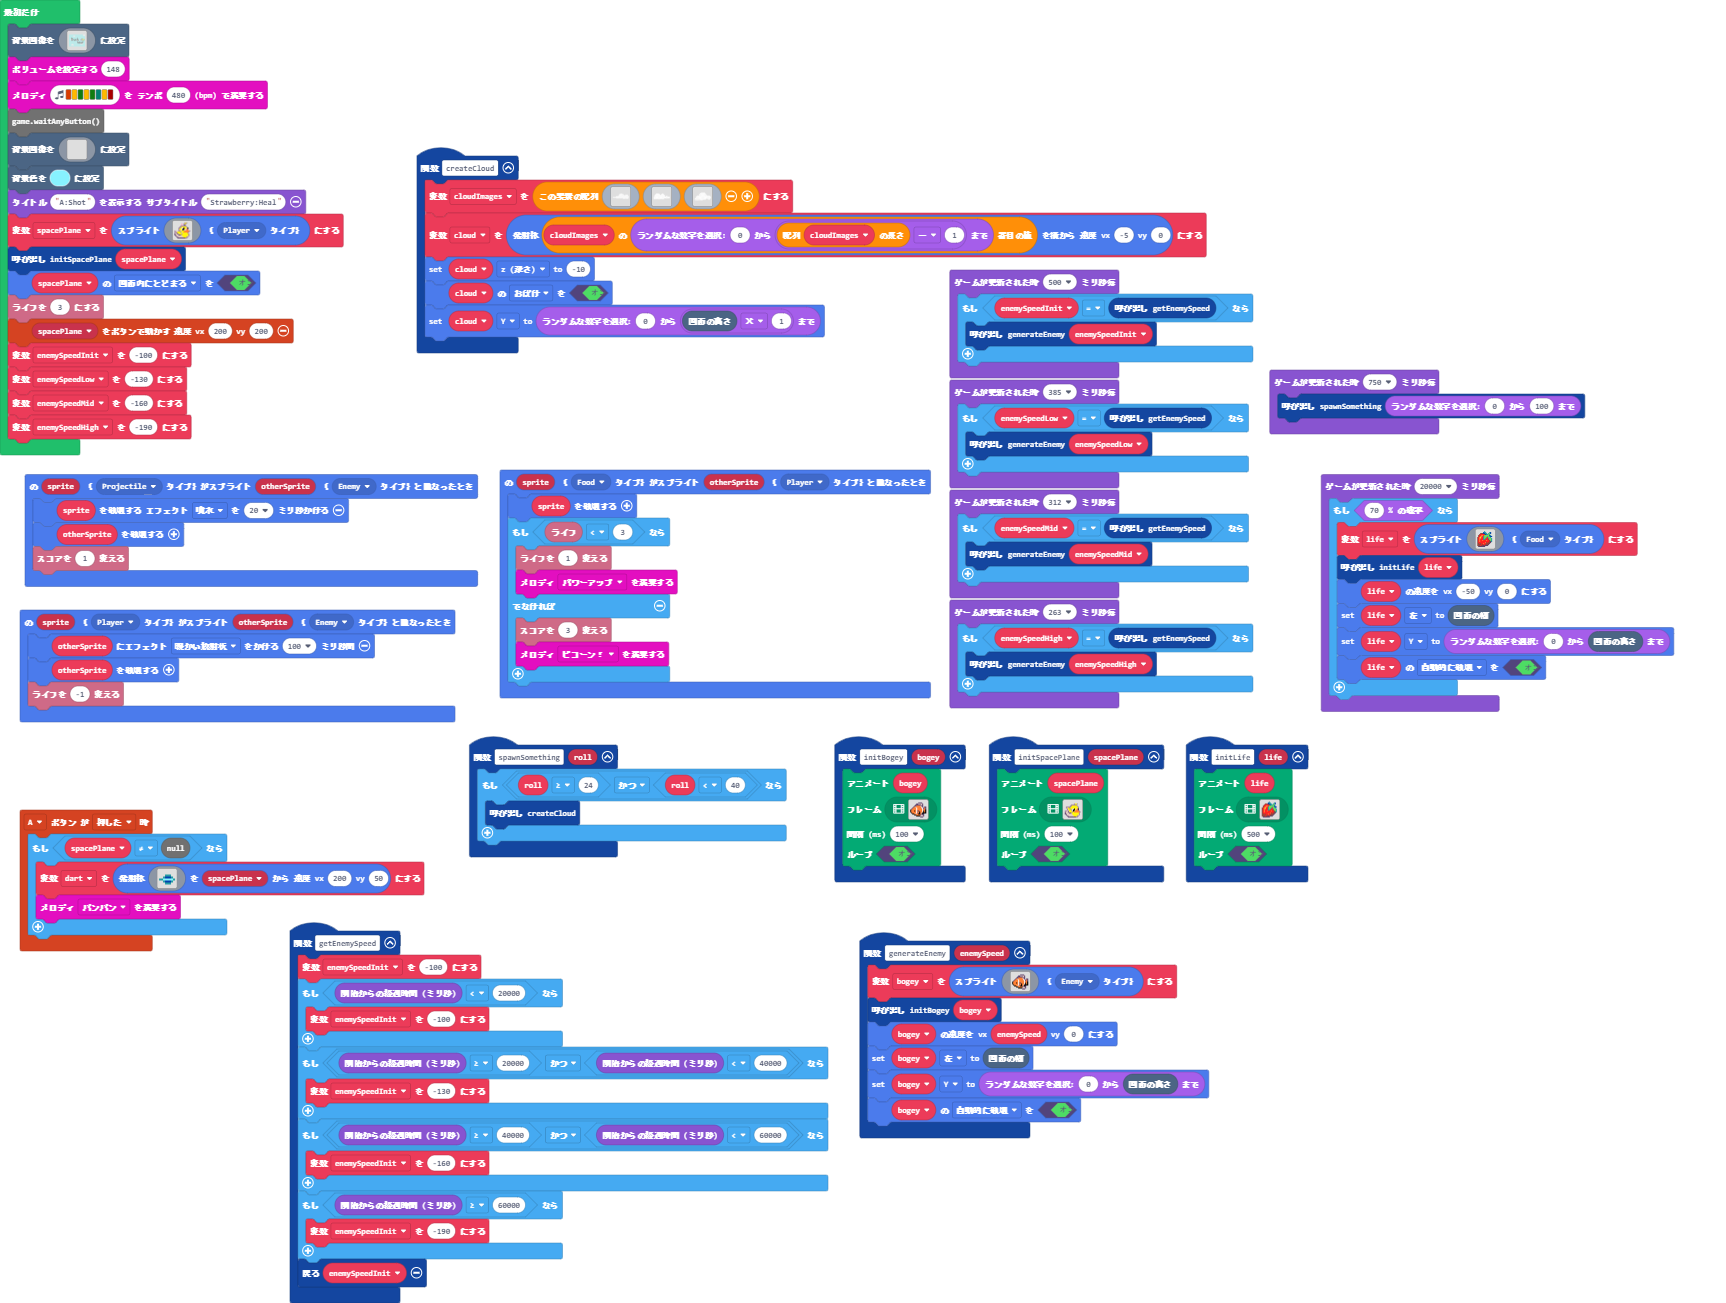 最初だけ
背景画像を に設定
ボリュームを設定する 148
メロディ を テンポ 480 (bpm) で演奏する
game.waitAnyButton()
背景画像を に設定
背景色を に設定
タイトル "A:Shot" を表示する サブタイトル "Strawberry:Heal"
変数 spacePlane を スプライト { Player タイプ} にする
呼び出し initSpacePlane spacePlane
spacePlane の 画面内にとどまる を オ
ライフを 3 にする
spacePlane をボタンで動かす 速度 vx 200 vy 200
変数 enemySpeedInit を -100 にする
変数 enemySpeedLow を -130 にする
変数 enemySpeedMid を -160 にする
変数 enemySpeedHigh を -190 にする
関数 createCloud
変数 cloudImages を この要素の配列 にする
変数 cloud を 発射体 cloudImages の ランダムな数字を選択: 0 から 配列 cloudImages の長さ - 1 まで 番目の値 を横から 速度 vx -5 vy 0 にする
set cloud z (深さ) to -10
cloud の おばけ を オ
set cloud Y to ランダムな数字を選択: 0 から 画面の高さ × 1 まで
ゲームが更新された時 500 ミリ秒毎
もし enemySpeedInit = 呼び出し getEnemySpeed なら
呼び出し generateEnemy enemySpeedInit
ゲームが更新された時 385 ミリ秒毎
もし enemySpeedLow = 呼び出し getEnemySpeed なら
呼び出し generateEnemy enemySpeedLow
ゲームが更新された時 312 ミリ秒毎
もし enemySpeedMid = 呼び出し getEnemySpeed なら
呼び出し generateEnemy enemySpeedMid
ゲームが更新された時 263 ミリ秒毎
もし enemySpeedHigh = 呼び出し getEnemySpeed なら
呼び出し generateEnemy enemySpeedHigh
ゲームが更新された時 750 ミリ秒毎
呼び出し spawnSomething ランダムな数字を選択: 0 から 100 まで
の sprite { Projectile タイプ} がスプライト otherSprite { Enemy タイプ} と重なったとき
sprite を破壊する エフェクト 噴水 を 20 ミリ秒かける
otherSprite を破壊する
スコアを 1 変える
の sprite { Food タイプ} がスプライト otherSprite { Player タイプ} と重なったとき
sprite を破壊する
もし ライフ < 3 なら
ライフを 1 変える
メロディ パワーアップ を演奏する
でなければ
スコアを 3 変える
メロディ ピコーン! を演奏する
ゲームが更新された時 20000 ミリ秒毎
もし 70 % の確率 なら
変数 life を スプライト { Food タイプ} にする
呼び出し initLife life
life の速度を vx -50 vy 0 にする
set life 左 to 画面の幅
set life Y to ランダムな数字を選択: 0 から 画面の高さ まで
life の 自動的に破壊 を オ
の sprite { Player タイプ} がスプライト otherSprite { Enemy タイプ} と重なったとき
otherSprite にエフェクト 暖かい放射状 をかける 100 ミリ秒間
otherSprite を破壊する
ライフを -1 変える
関数 spawnSomething roll
もし roll ≥ 24 かつ roll < 40 なら
呼び出し createCloud
関数 initBogey bogey
アニメート bogey
フレーム
間隔 (ms) 100
ループ オ
関数 initSpacePlane spacePlane
アニメート spacePlane
フレーム
間隔 (ms) 100
ループ オ
関数 initLife life
アニメート life
フレーム
間隔 (ms) 500
ループ オ
A ボタン が 押した 時
もし spacePlane ≠ null なら
変数 dart を 発射体 spacePlane から 速度 vx 200 vy 50 にする
メロディ バンバン を演奏する
関数 getEnemySpeed
変数 enemySpeedInit を -100 にする
もし 開始からの経過時間 (ミリ秒) < 20000 なら
変数 enemySpeedInit を -100 にする
もし 開始からの経過時間 (ミリ秒) ≥ 20000 かつ 開始からの経過時間 (ミリ秒) < 40000 なら
変数 enemySpeedInit を -130 にする
もし 開始からの経過時間 (ミリ秒) ≥ 40000 かつ 開始からの経過時間 (ミリ秒) < 60000 なら
変数 enemySpeedInit を -160 にする
もし 開始からの経過時間 (ミリ秒) ≥ 60000 なら
変数 enemySpeedInit を -190 にする
戻る enemySpeedInit
関数 generateEnemy enemySpeed
変数 bogey を スプライト { Enemy タイプ} にする
呼び出し initBogey bogey
bogey の速度を vx enemySpeed vy 0 にする
set bogey 左 to 画面の幅
set bogey Y to ランダムな数字を選択: 0 から 画面の高さ まで
bogey の 自動的に破壊 を オ